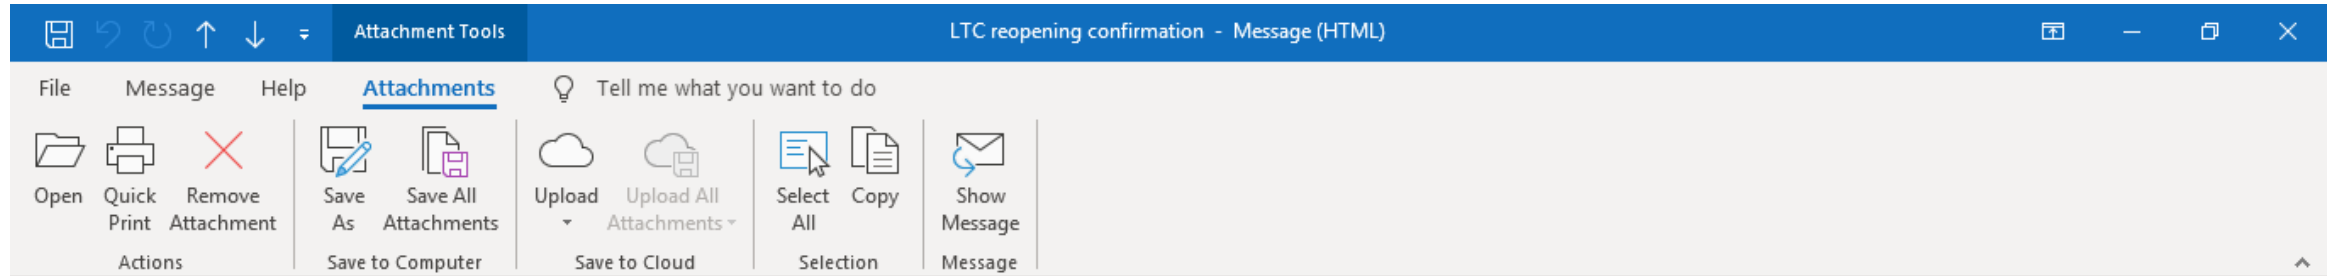 Attachment Tools
LTC reopening confirmation - Message (HTML)
File Message Help Attachments Tell me what you want to do
Open Quick Print Remove Attachment Save As Save All Attachments Upload Upload All Attachments Select All Copy Show Message
Actions Save to Computer Save to Cloud Selection Message